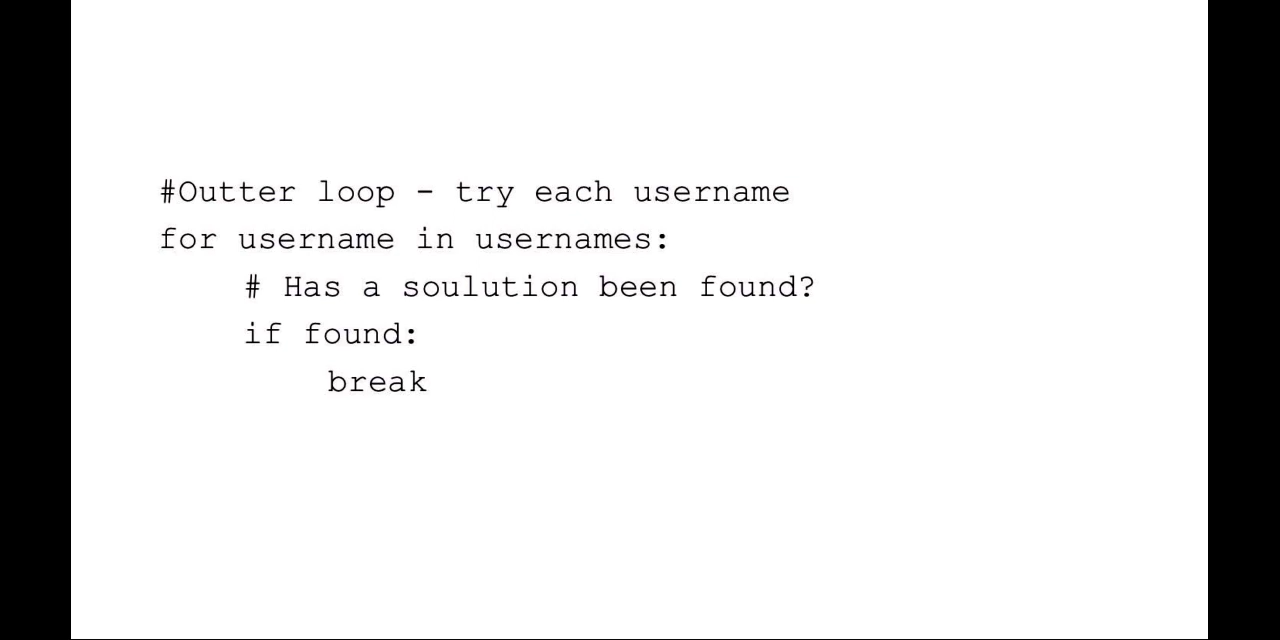 #Outter loop - try each username
for username in usernames:
# Has a soulution been found?
if found:
break